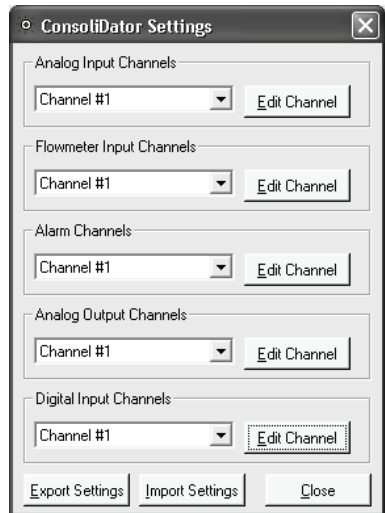 ConsoliDator Settings
Analog Input Channels
Channel #1
Edit Channel
Flowmeter Input Channels
Channel #1
Edit Channel
Alarm Channels
Channel #1
Edit Channel
Analog Output Channels
Channel #1
Edit Channel
Digital Input Channels
Channel #1
Edit Channel
Export Settings
Import Settings
Close